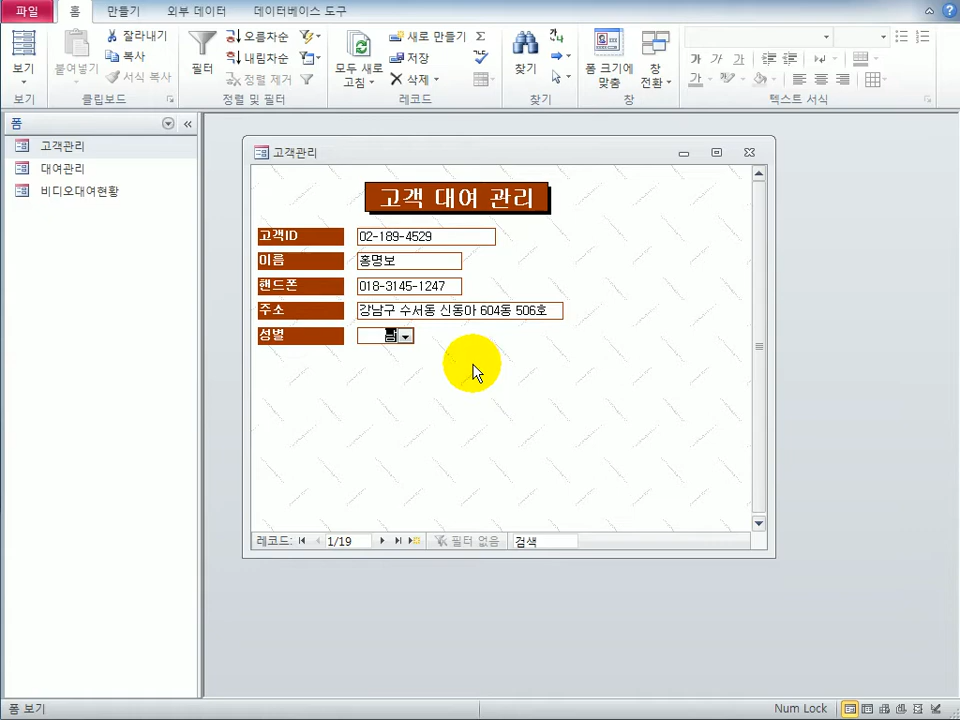 파일 홈 만들기 외부 데이터 데이터베이스 도구
보기 붙여넣기 잘라내기 복사 서식 복사 필터 오름차순 내림차순 정렬 제거 모두 새로 고침 새로 만들기 저장 삭제 찾기 폼 크기에 맞춤 창 전환 가 가 가 가
보기 클립보드 정렬 및 필터 레코드 찾기 창 텍스트 서식
폼
고객관리
대여관리
비디오대여현황
고객관리
고객 대여 관리
고객ID 02-189-4529
이름 홍명보
핸드폰 018-3145-1247
주소 강남구 수서동 신동아 604동 506호
성별 남
레코드: 1/19 필터 없음 검색
폼 보기 Num Lock